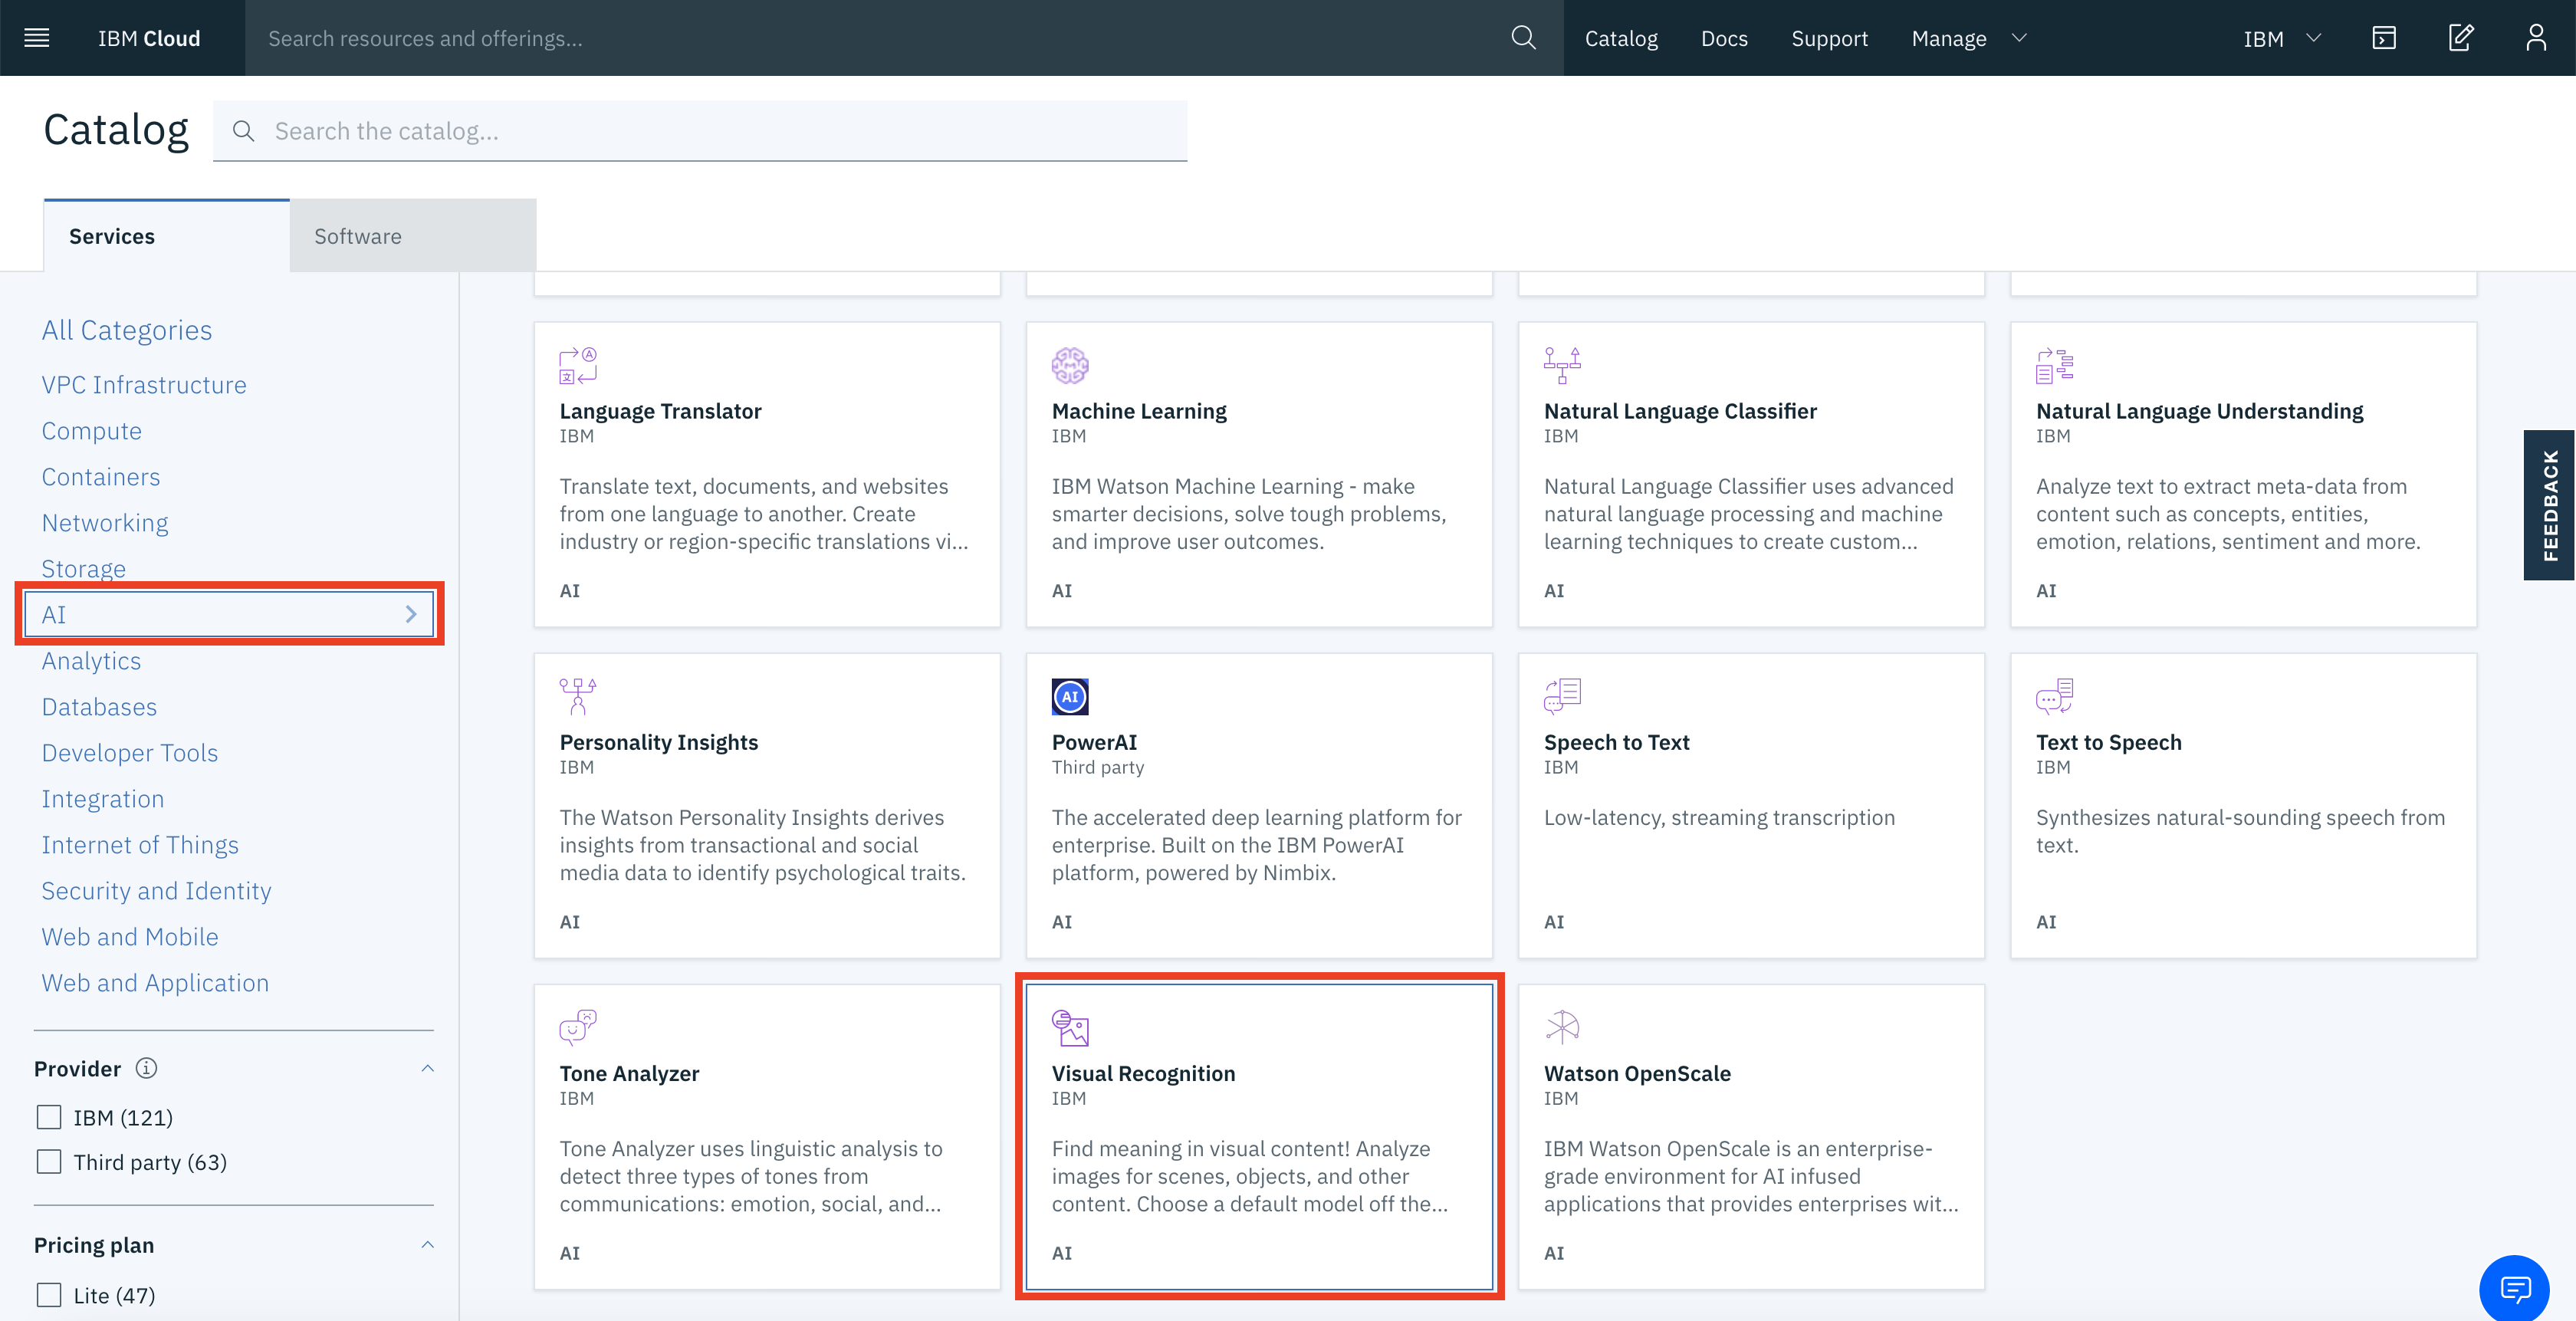 IBM Cloud
Search resources and offerings...
Catalog
Docs
Support
Manage
IBM
Catalog
Search the catalog...
Services
Software
All Categories
VPC Infrastructure
Compute
Containers
Networking
Storage
AI
Analytics
Databases
Developer Tools
Integration
Internet of Things
Security and Identity
Web and Mobile
Web and Application
Provider
IBM (121)
Third party (63)
Pricing plan
Lite (47)
Language Translator
IBM
Translate text, documents, and websites
from one language to another. Create
industry or region-specific translations vi...
AI
Machine Learning
IBM
IBM Watson Machine Learning - make
smarter decisions, solve tough problems,
and improve user outcomes.
AI
Natural Language Classifier
IBM
Natural Language Classifier uses advanced
natural language processing and machine
learning techniques to create custom...
AI
Natural Language Understanding
IBM
Analyze text to extract meta-data from
content such as concepts, entities,
emotion, relations, sentiment and more.
AI
Personality Insights
IBM
The Watson Personality Insights derives
insights from transactional and social
media data to identify psychological traits.
AI
AI
PowerAI
Third party
The accelerated deep learning platform for
enterprise. Built on the IBM PowerAI
platform, powered by Nimbix.
AI
Speech to Text
IBM
Low-latency, streaming transcription
AI
Text to Speech
IBM
Synthesizes natural-sounding speech from
text.
AI
Tone Analyzer
IBM
Tone Analyzer uses linguistic analysis to
detect three types of tones from
communications: emotion, social, and...
AI
Visual Recognition
IBM
Find meaning in visual content! Analyze
images for scenes, objects, and other
content. Choose a default model off the...
AI
Watson OpenScale
IBM
IBM Watson OpenScale is an enterprise-
grade environment for AI infused
applications that provides enterprises wit...
AI
FEEDBACK